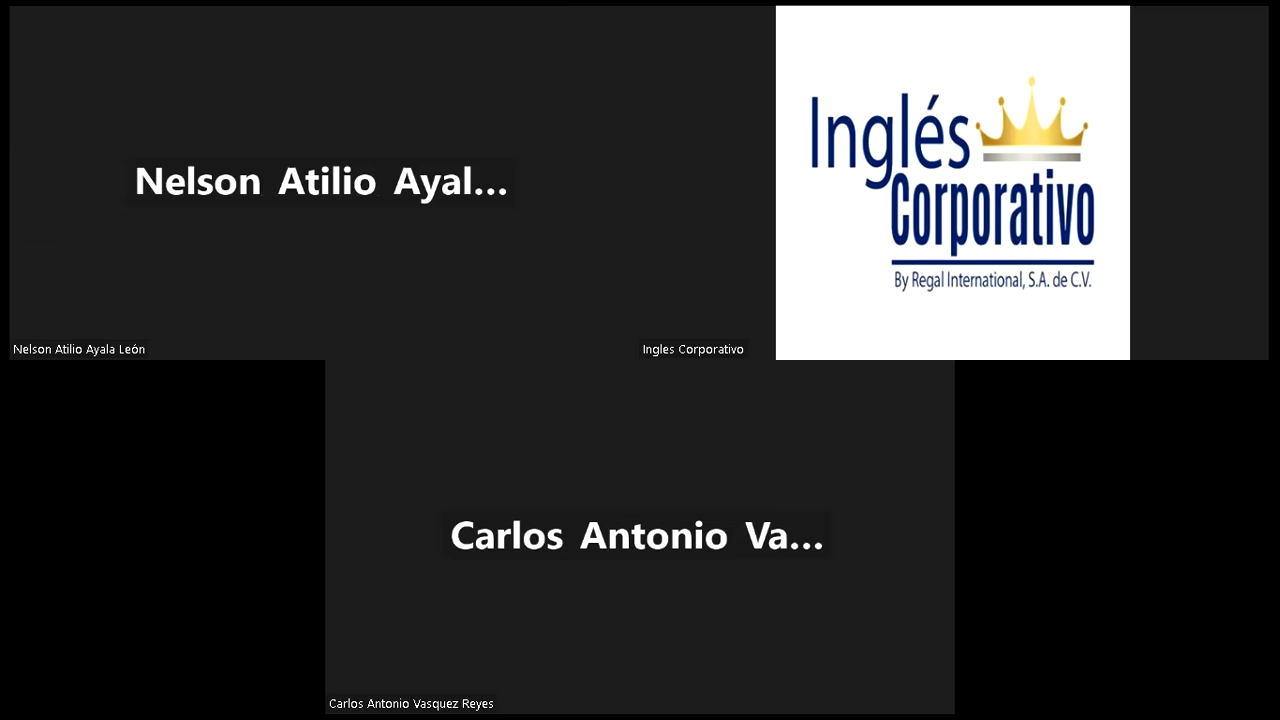 Nelson Atilio Ayal...
Nelson Atilio Ayala León
Inglés
Corporativo
By Regal International, S.A. de C.V.
Ingles Corporativo
Carlos Antonio Va...
Carlos Antonio Vasquez Reyes